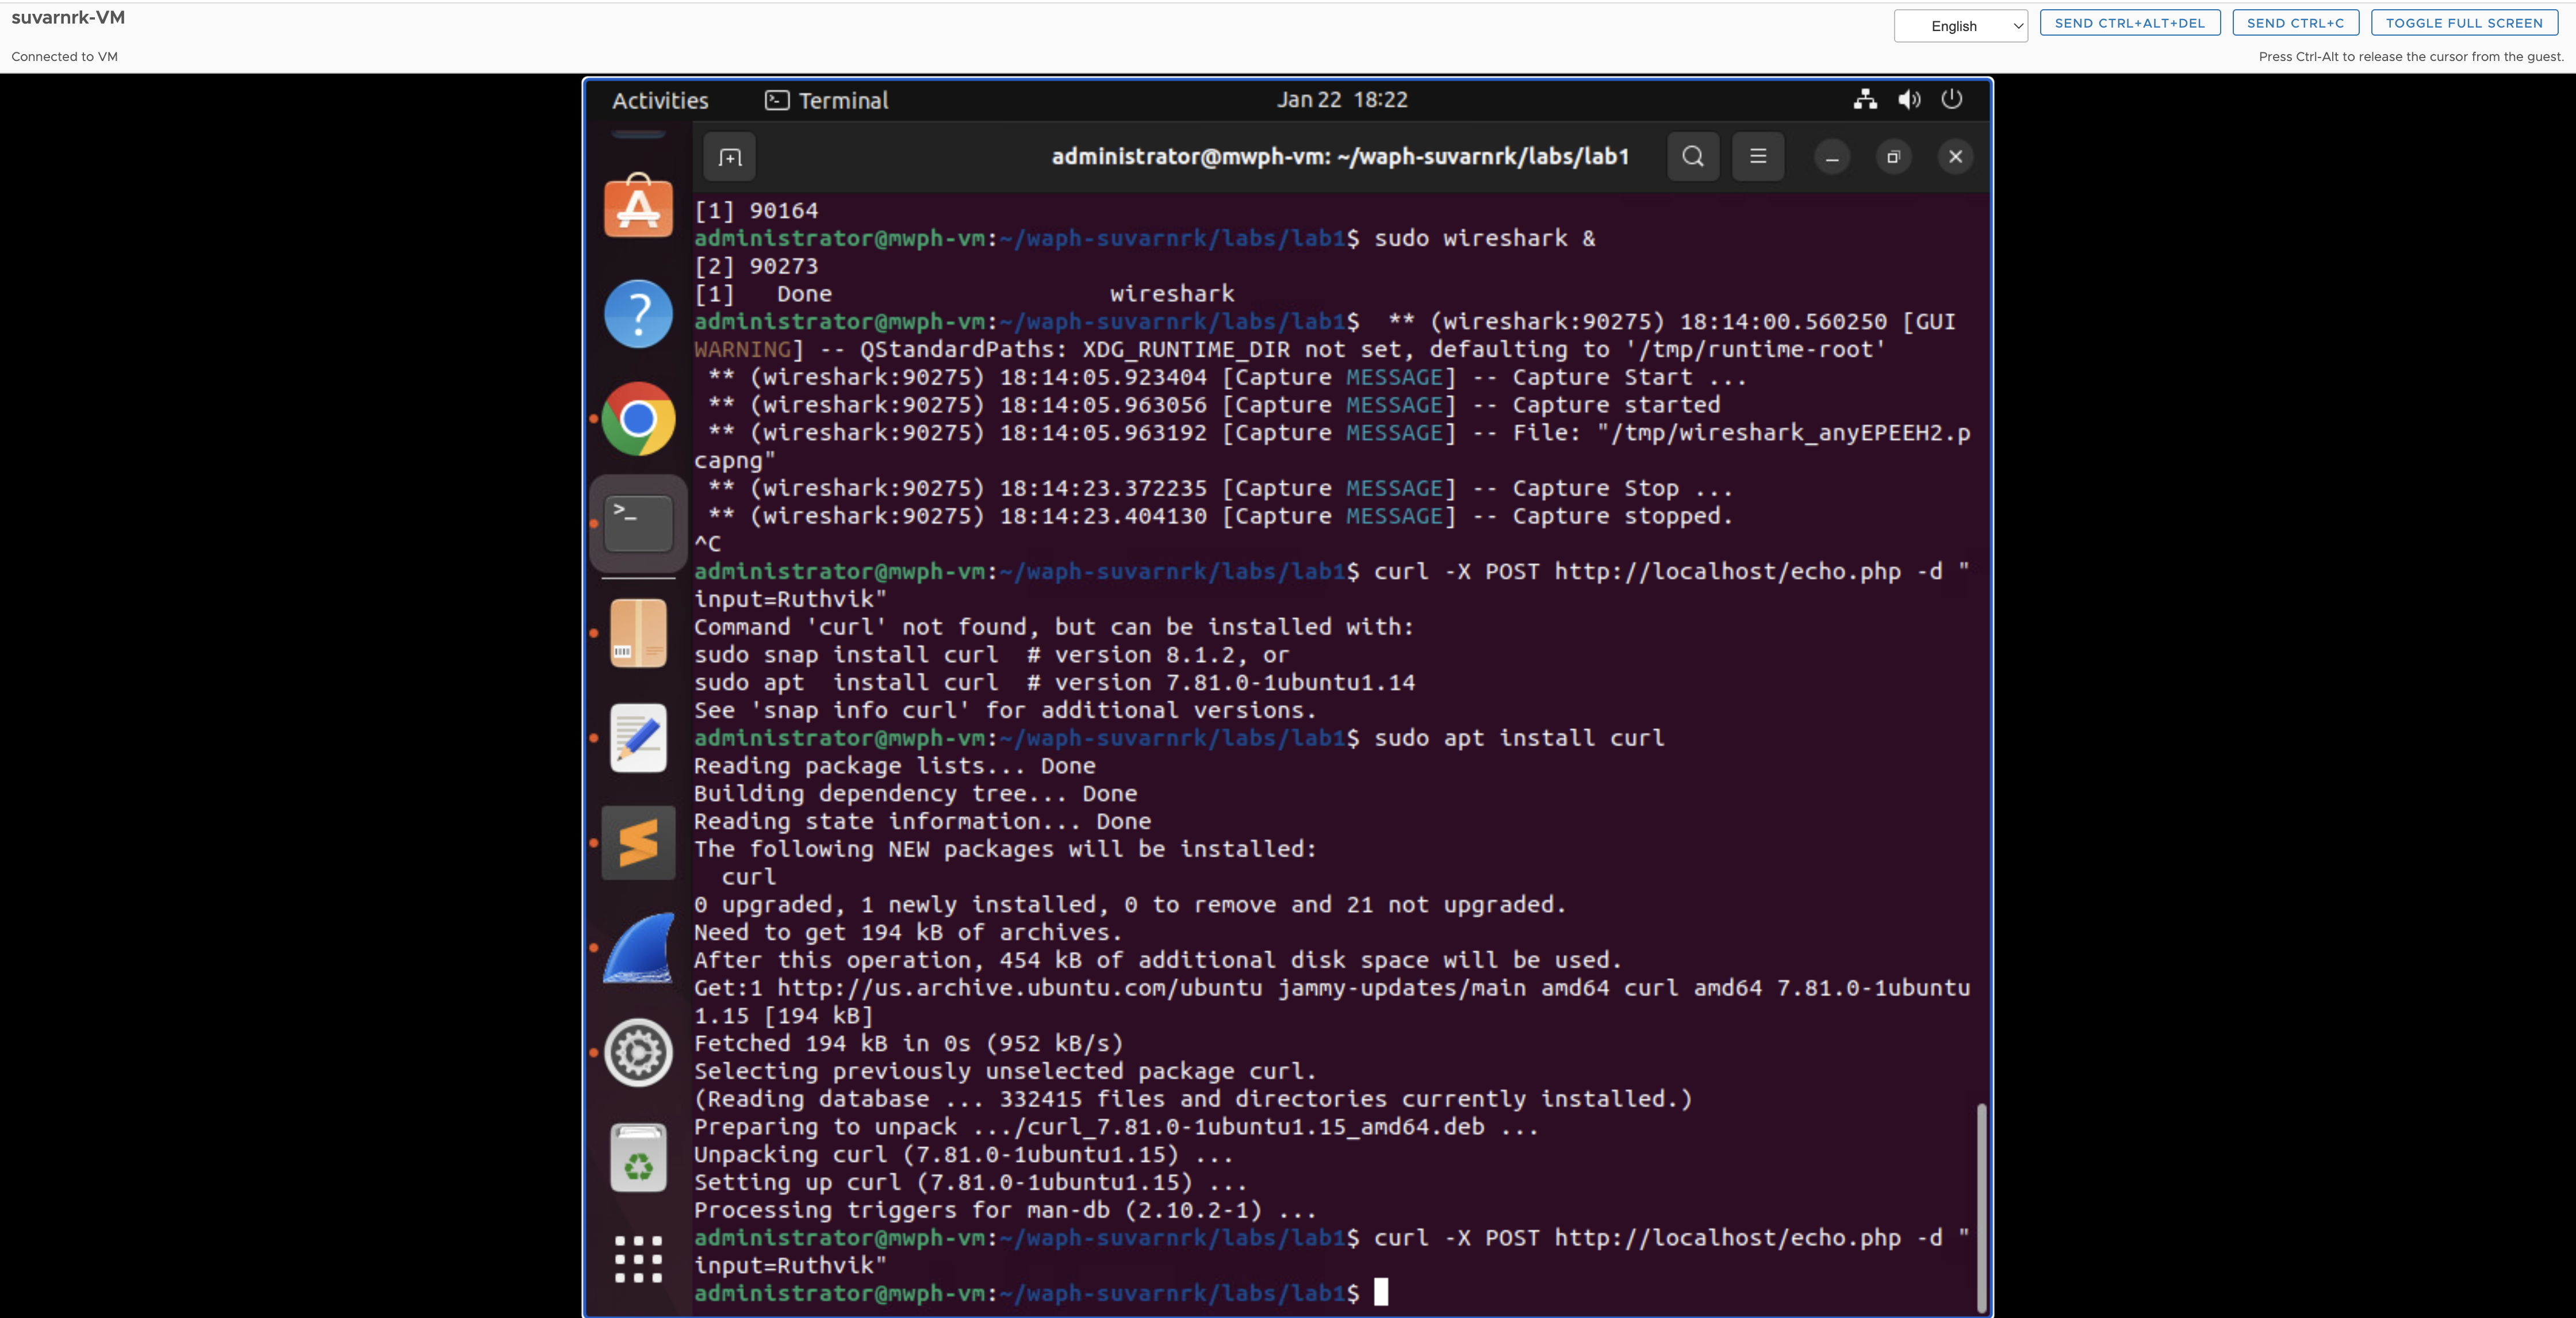 suvarnrk-VM
English
SEND CTRL+ALT+DEL
SEND CTRL+C
TOGGLE FULL SCREEN
Connected to VM
Press Ctrl-Alt to release the cursor from the guest.
Activities
Terminal
Jan 22 18:22
administrator@mwph-vm: ~/waph-suvarnrk/labs/lab1
[1] 90164
administrator@mwph-vm:~/waph-suvarnrk/labs/lab1$ sudo wireshark &
[2] 90273
[1]   Done                    wireshark
administrator@mwph-vm:~/waph-suvarnrk/labs/lab1$  ** (wireshark:90275) 18:14:00.560250 [GUI
WARNING] -- QStandardPaths: XDG_RUNTIME_DIR not set, defaulting to '/tmp/runtime-root'
 ** (wireshark:90275) 18:14:05.923404 [Capture MESSAGE] -- Capture Start ...
 ** (wireshark:90275) 18:14:05.963056 [Capture MESSAGE] -- Capture started
 ** (wireshark:90275) 18:14:05.963192 [Capture MESSAGE] -- File: "/tmp/wireshark_anyEPEEH2.p
capng"
 ** (wireshark:90275) 18:14:23.372235 [Capture MESSAGE] -- Capture Stop ...
 ** (wireshark:90275) 18:14:23.404130 [Capture MESSAGE] -- Capture stopped.
^C
administrator@mwph-vm:~/waph-suvarnrk/labs/lab1$ curl -X POST http://localhost/echo.php -d "
input=Ruthvik"
Command 'curl' not found, but can be installed with:
sudo snap install curl  # version 8.1.2, or
sudo apt  install curl  # version 7.81.0-1ubuntu1.14
See 'snap info curl' for additional versions.
administrator@mwph-vm:~/waph-suvarnrk/labs/lab1$ sudo apt install curl
Reading package lists... Done
Building dependency tree... Done
Reading state information... Done
The following NEW packages will be installed:
  curl
0 upgraded, 1 newly installed, 0 to remove and 21 not upgraded.
Need to get 194 kB of archives.
After this operation, 454 kB of additional disk space will be used.
Get:1 http://us.archive.ubuntu.com/ubuntu jammy-updates/main amd64 curl amd64 7.81.0-1ubuntu
1.15 [194 kB]
Fetched 194 kB in 0s (952 kB/s)
Selecting previously unselected package curl.
(Reading database ... 332415 files and directories currently installed.)
Preparing to unpack .../curl_7.81.0-1ubuntu1.15_amd64.deb ...
Unpacking curl (7.81.0-1ubuntu1.15) ...
Setting up curl (7.81.0-1ubuntu1.15) ...
Processing triggers for man-db (2.10.2-1) ...
administrator@mwph-vm:~/waph-suvarnrk/labs/lab1$ curl -X POST http://localhost/echo.php -d "
input=Ruthvik"
administrator@mwph-vm:~/waph-suvarnrk/labs/lab1$